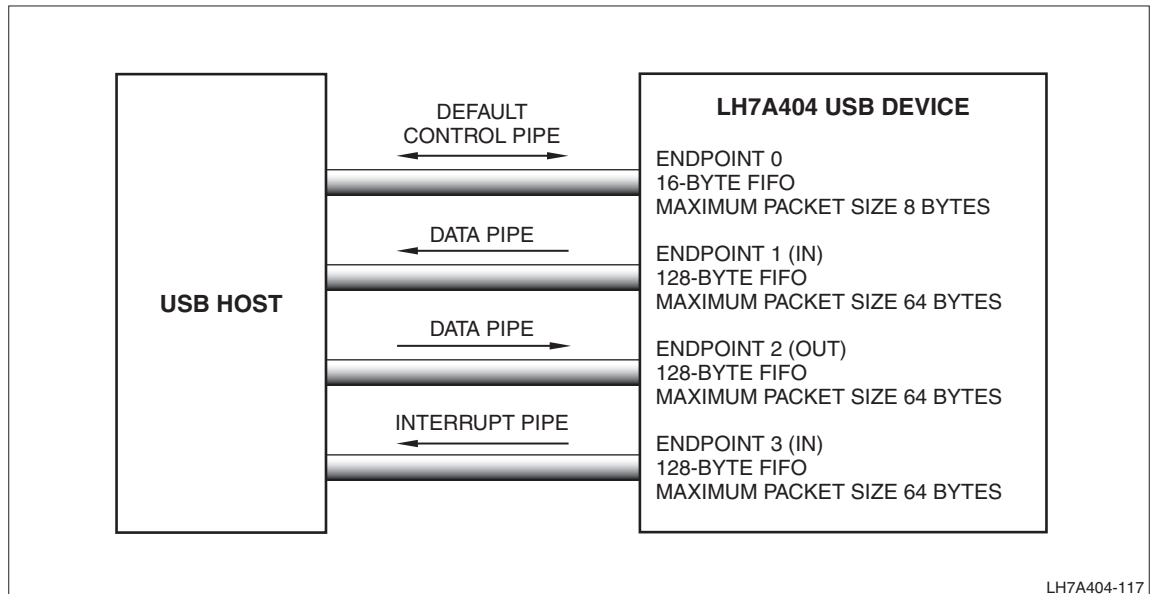 USB HOST
DEFAULT
CONTROL PIPE
DATA PIPE
DATA PIPE
INTERRUPT PIPE
LH7A404 USB DEVICE
ENDPOINT 0
16-BYTE FIFO
MAXIMUM PACKET SIZE 8 BYTES
ENDPOINT 1 (IN)
128-BYTE FIFO
MAXIMUM PACKET SIZE 64 BYTES
ENDPOINT 2 (OUT)
128-BYTE FIFO
MAXIMUM PACKET SIZE 64 BYTES
ENDPOINT 3 (IN)
128-BYTE FIFO
MAXIMUM PACKET SIZE 64 BYTES
LH7A404-117